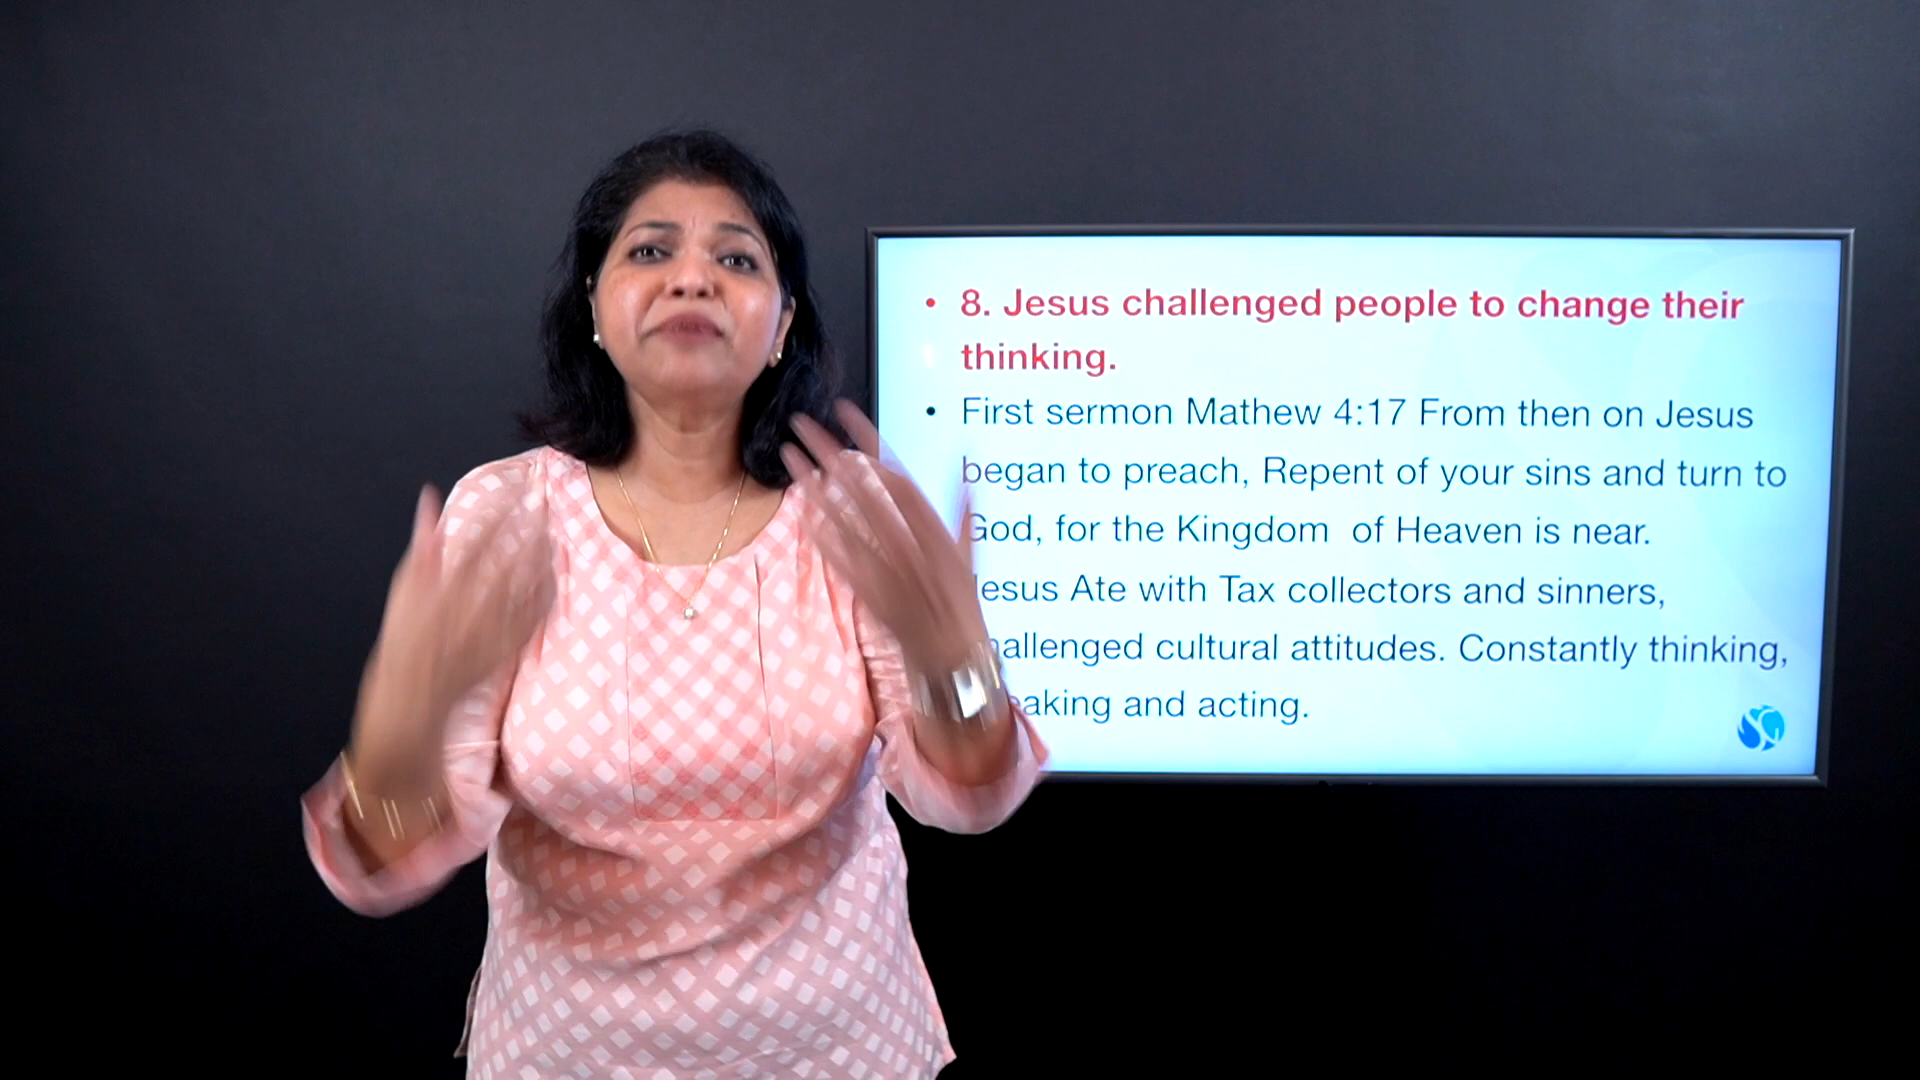 • 8. Jesus challenged people to change their
thinking.
• First sermon Mathew 4:17 From then on Jesus
began to preach, Repent of your sins and turn to
God, for the Kingdom of Heaven is near.
Jesus Ate with Tax collectors and sinners,
challenged cultural attitudes. Constantly thinking,
and acting.